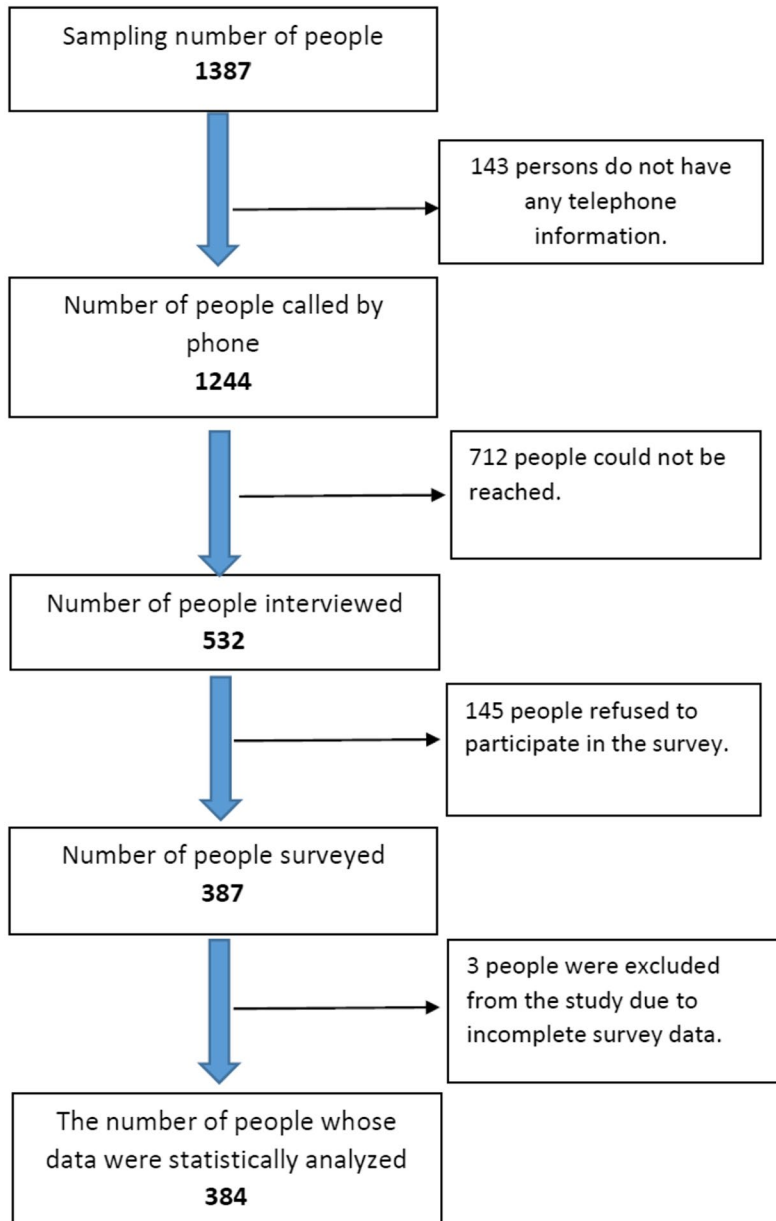 Sampling number of people
1387
143 persons do not have
any telephone
information.
Number of people called by
phone
1244
712 people could not be
reached.
Number of people interviewed
532
145 people refused to
participate in the survey.
Number of people surveyed
387
3 people were excluded
from the study due to
incomplete survey data.
The number of people whose
data were statistically analyzed
384